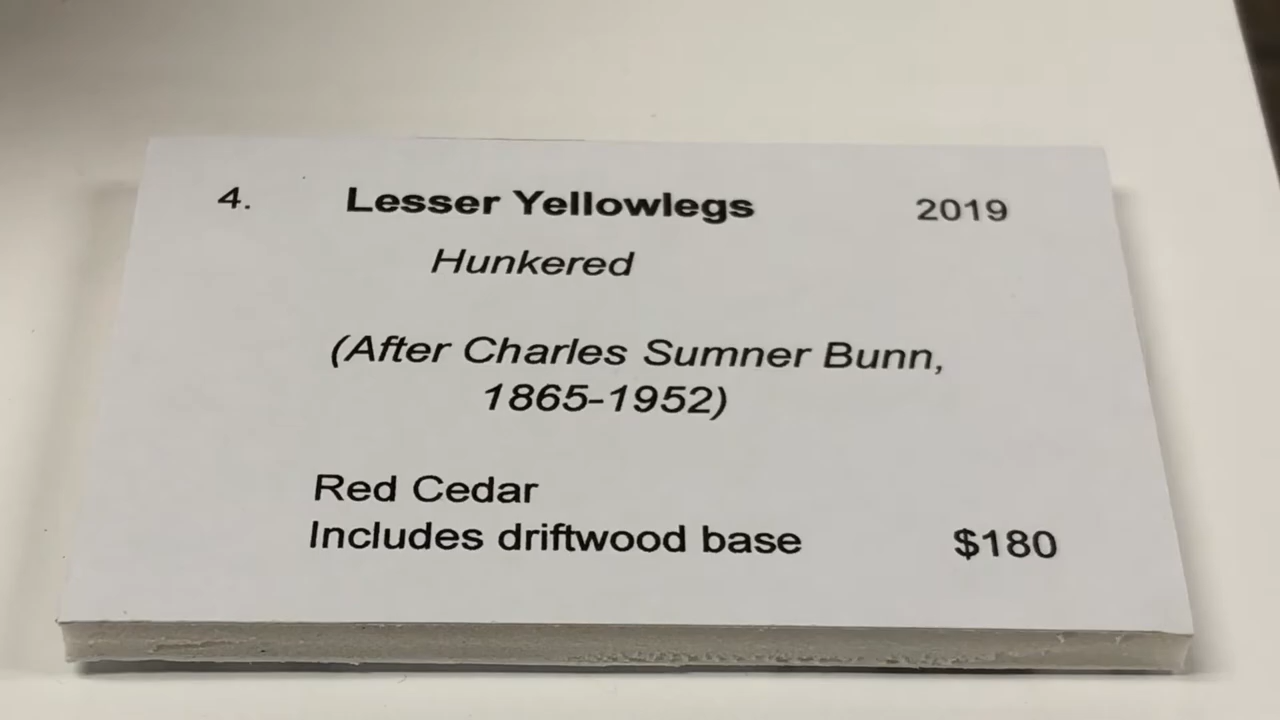 4. Lesser Yellowlegs 2019
Hunkered
(After Charles Sumner Bunn,
1865-1952)
Red Cedar
Includes driftwood base $180